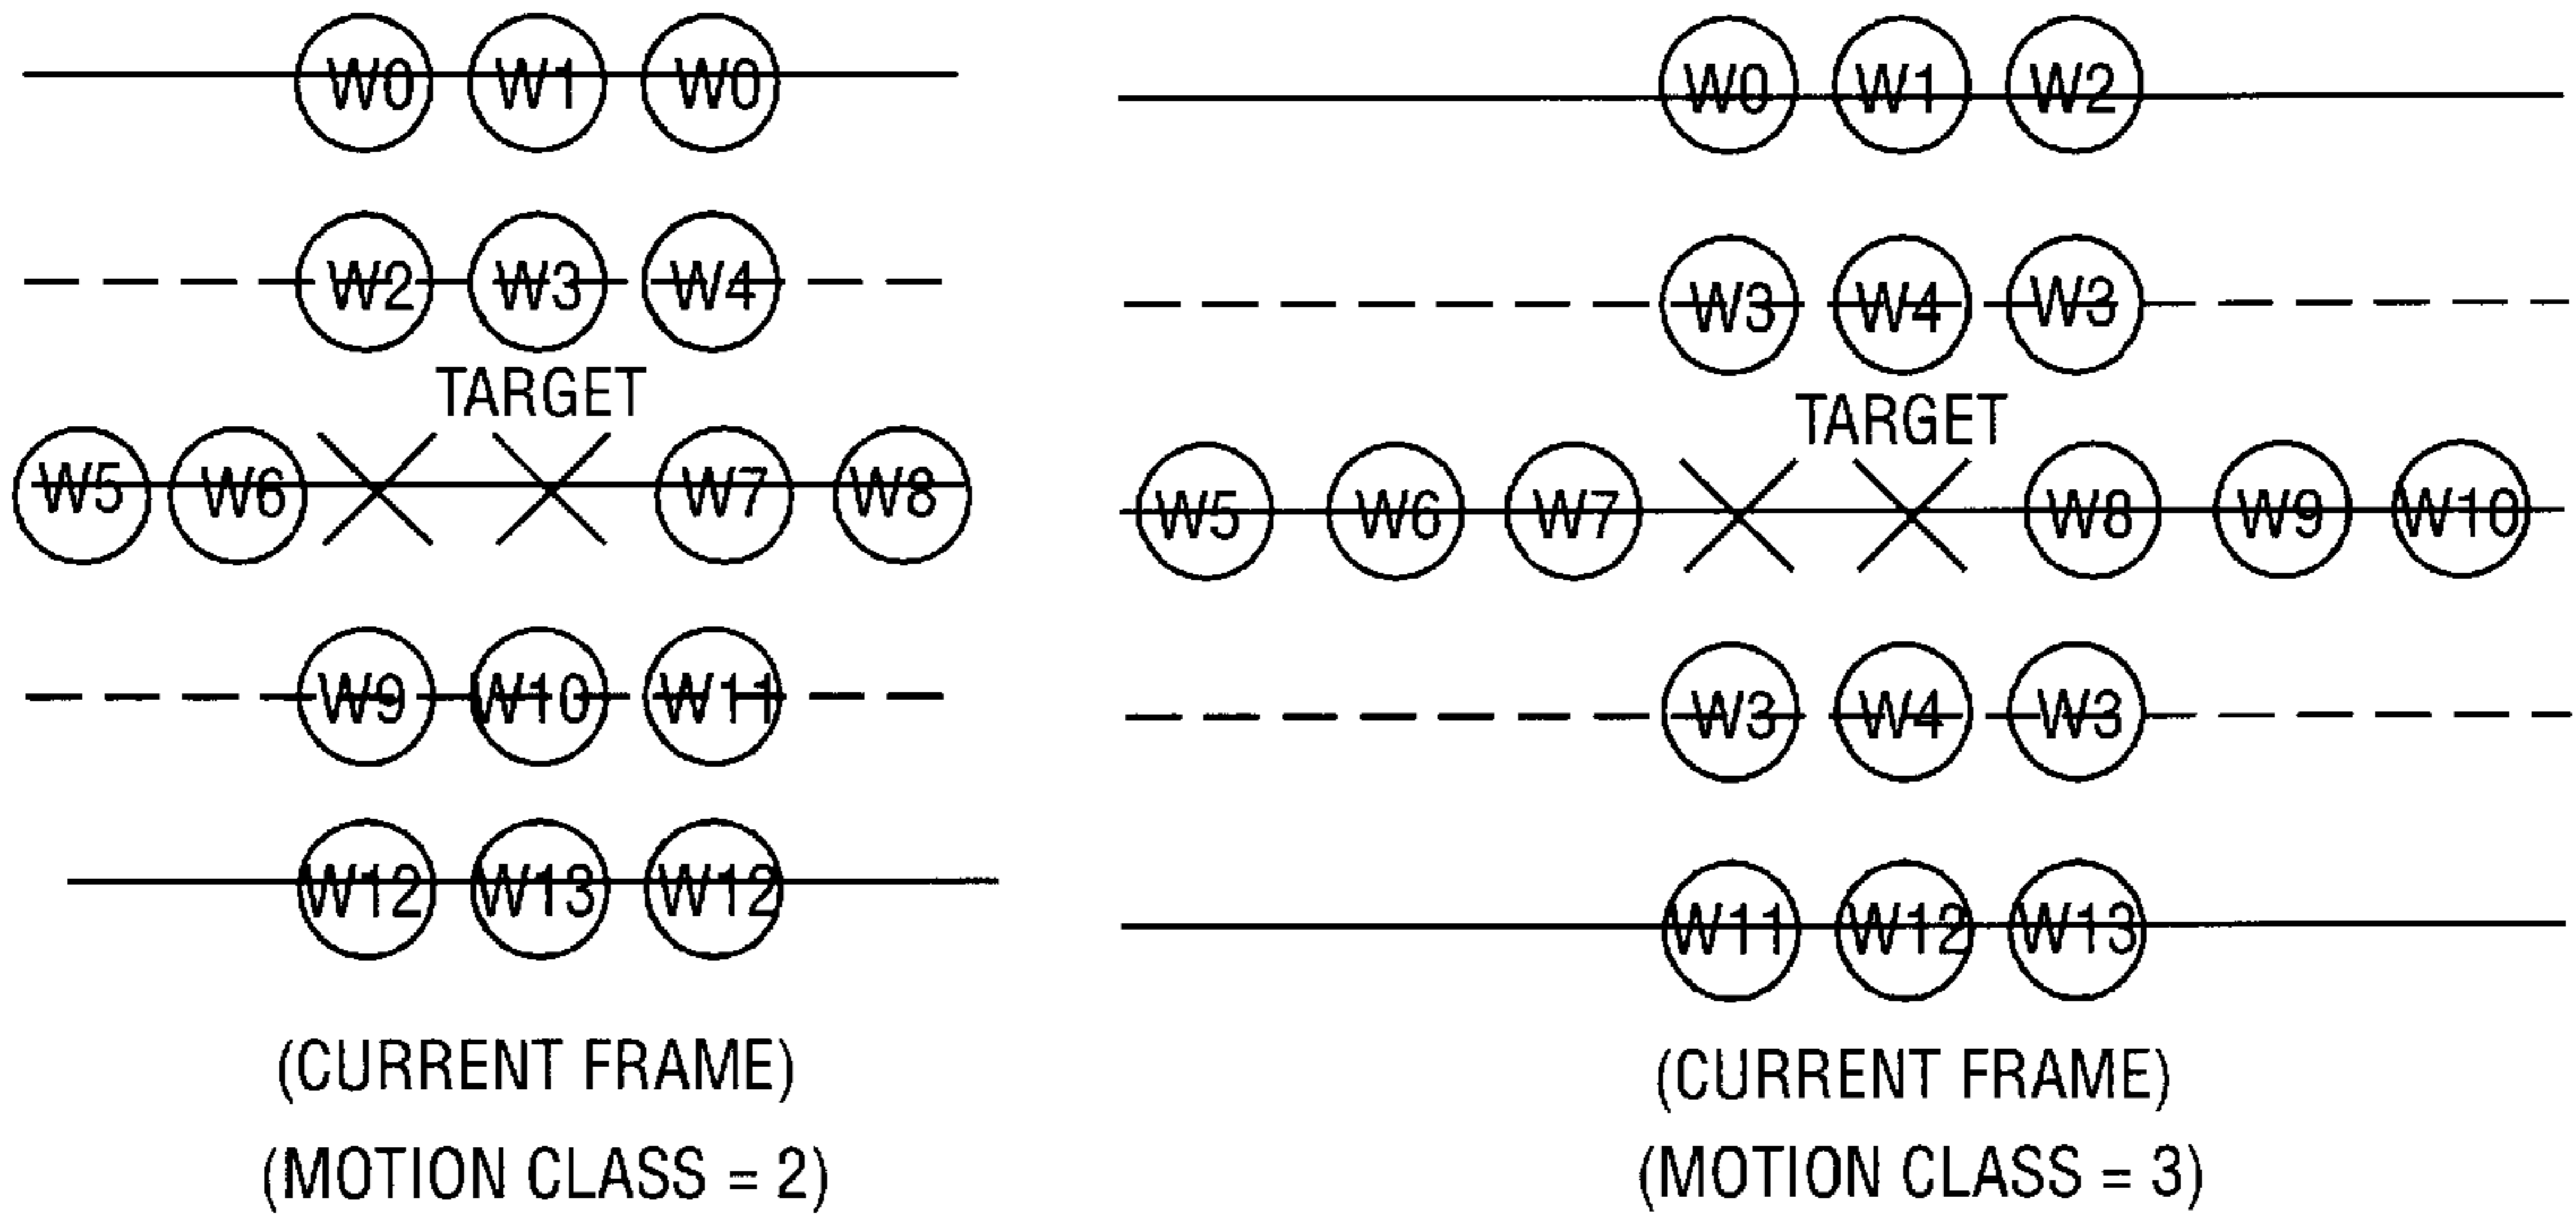 W0 W1 W0
W2 W3 W4
TARGET
W5 W6 W7 W8
W9 W10 W11
W12 W13 W12
(CURRENT FRAME)
(MOTION CLASS = 2)
W0 W1 W2
W3 W4 W3
TARGET
W5 W6 W7 W8 W9 W10
W3 W4 W3
W11 W12 W13
(CURRENT FRAME)
(MOTION CLASS = 3)